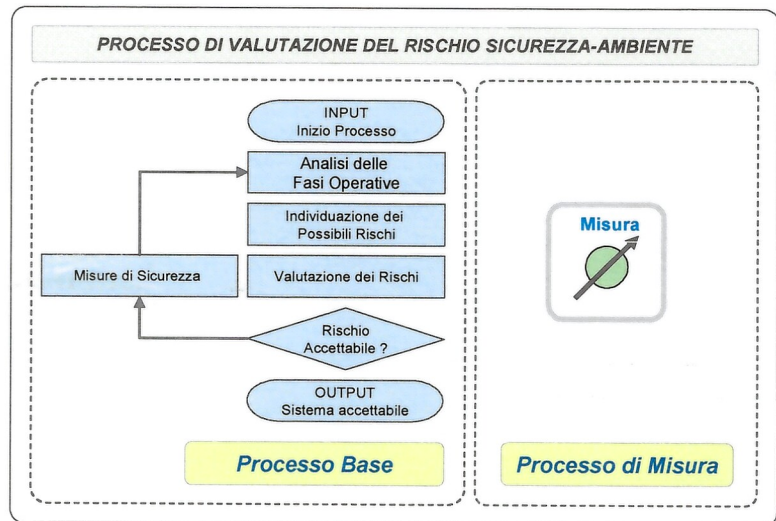 PROCESSO DI VALUTAZIONE DEL RISCHIO SICUREZZA-AMBIENTE
INPUT
Inizio Processo
Analisi delle
Fasi Operative
Individuazione dei
Possibili Rischi
Misure di Sicurezza
Valutazione dei Rischi
Rischio
Accettabile ?
OUTPUT
Sistema accettabile
Processo Base
Misura
Processo di Misura